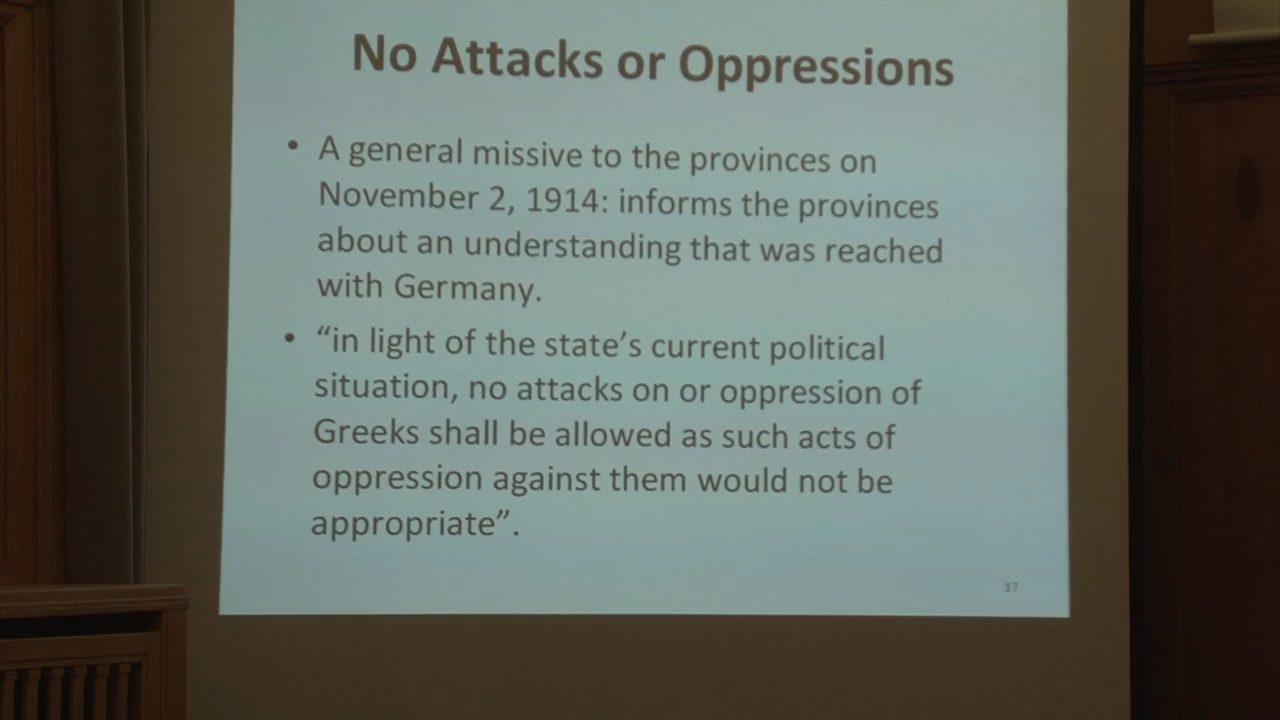 No Attacks or Oppressions
• A general missive to the provinces on
November 2, 1914: informs the provinces
about an understanding that was reached
with Germany.
• “in light of the state’s current political
situation, no attacks on or oppression of
Greeks shall be allowed as such acts of
oppression against them would not be
appropriate”.
37